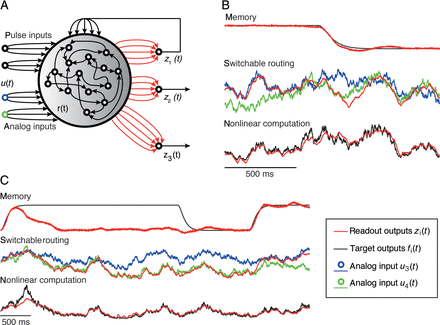 A
Pulse inputs
u(t)
Analog inputs
r(t)
z₁ (t)
z₂ (t)
z₃(t)
B
Memory
Switchable routing
Nonlinear computation
500 ms
C
Memory
Switchable routing
Nonlinear computation
500 ms
Readout outputs zᵢ(t)
Target outputs fᵢ(t)
Analog input u₃(t)
Analog input u₄(t)